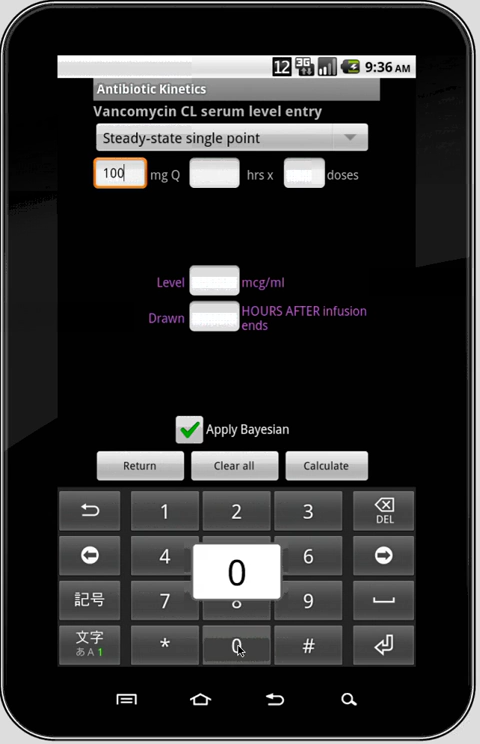 12 3G 9:36 AM
Antibiotic Kinetics
Vancomycin CL serum level entry
Steady-state single point
100 mg Q hrs x doses
Level mcg/ml
Drawn HOURS AFTER infusion
ends
Apply Bayesian
Return Clear all Calculate
1 2 3 DEL
4 0 6
記号 7 8 9
文字 * 0 #
あ A 1